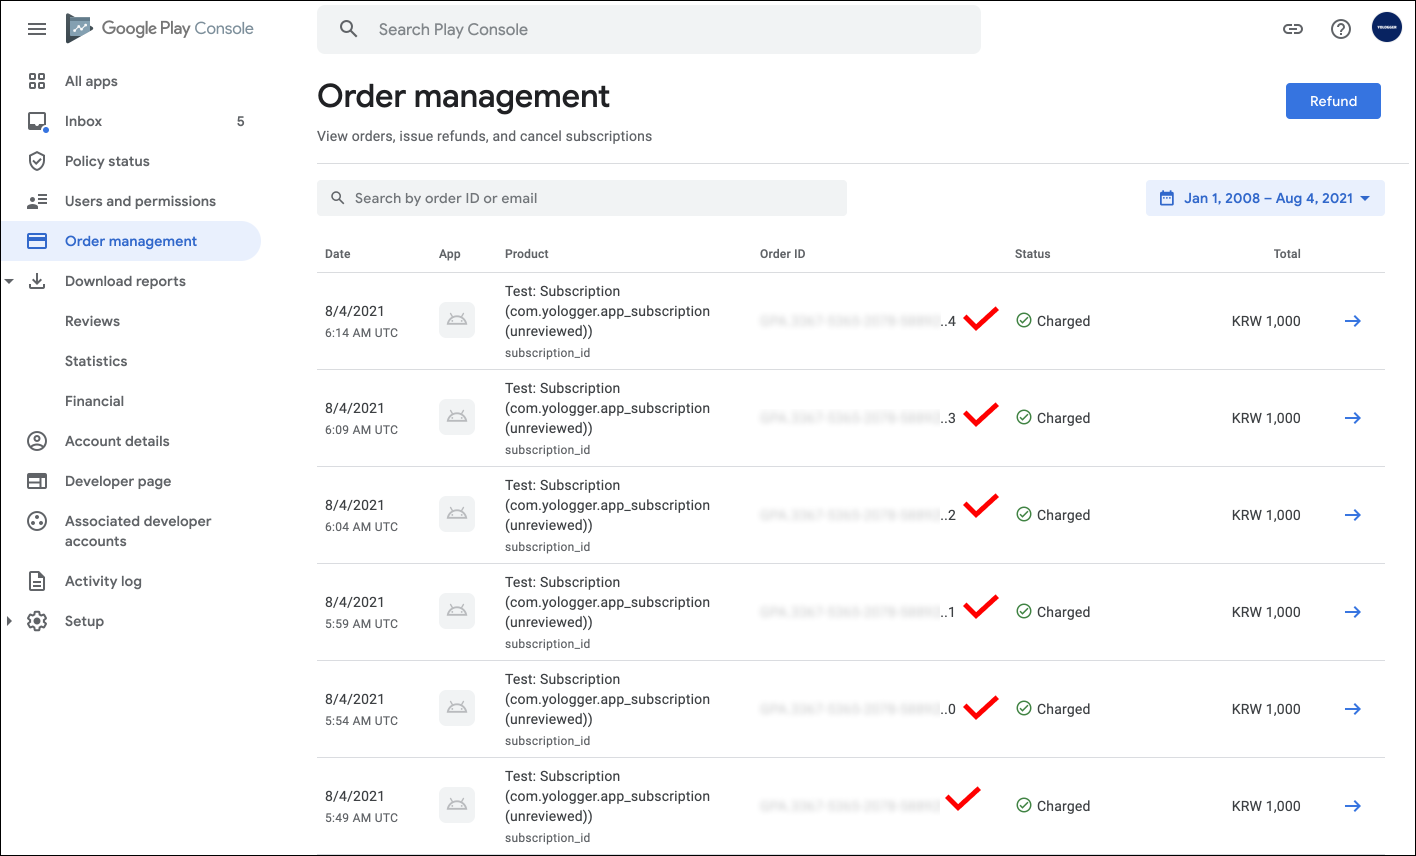 Google Play Console
Search Play Console
YOLOGGER
All apps
Inbox 5
Policy status
Users and permissions
Order management
Download reports
Reviews
Statistics
Financial
Account details
Developer page
Associated developer
accounts
Activity log
Setup
Order management
Refund
View orders, issue refunds, and cancel subscriptions
Search by order ID or email
Jan 1, 2008 – Aug 4, 2021
Date App Product Order ID Status Total
Test: Subscription
8/4/2021 (com.yologger.app_subscription
..4 Charged KRW 1,000
6:14 AM UTC (unreviewed))
subscription_id
Test: Subscription
8/4/2021 (com.yologger.app_subscription
..3 Charged KRW 1,000
6:09 AM UTC (unreviewed))
subscription_id
Test: Subscription
8/4/2021 (com.yologger.app_subscription
..2 Charged KRW 1,000
6:04 AM UTC (unreviewed))
subscription_id
Test: Subscription
8/4/2021 (com.yologger.app_subscription
..1 Charged KRW 1,000
5:59 AM UTC (unreviewed))
subscription_id
Test: Subscription
8/4/2021 (com.yologger.app_subscription
..0 Charged KRW 1,000
5:54 AM UTC (unreviewed))
subscription_id
Test: Subscription
8/4/2021 (com.yologger.app_subscription
Charged KRW 1,000
5:49 AM UTC (unreviewed))
subscription_id